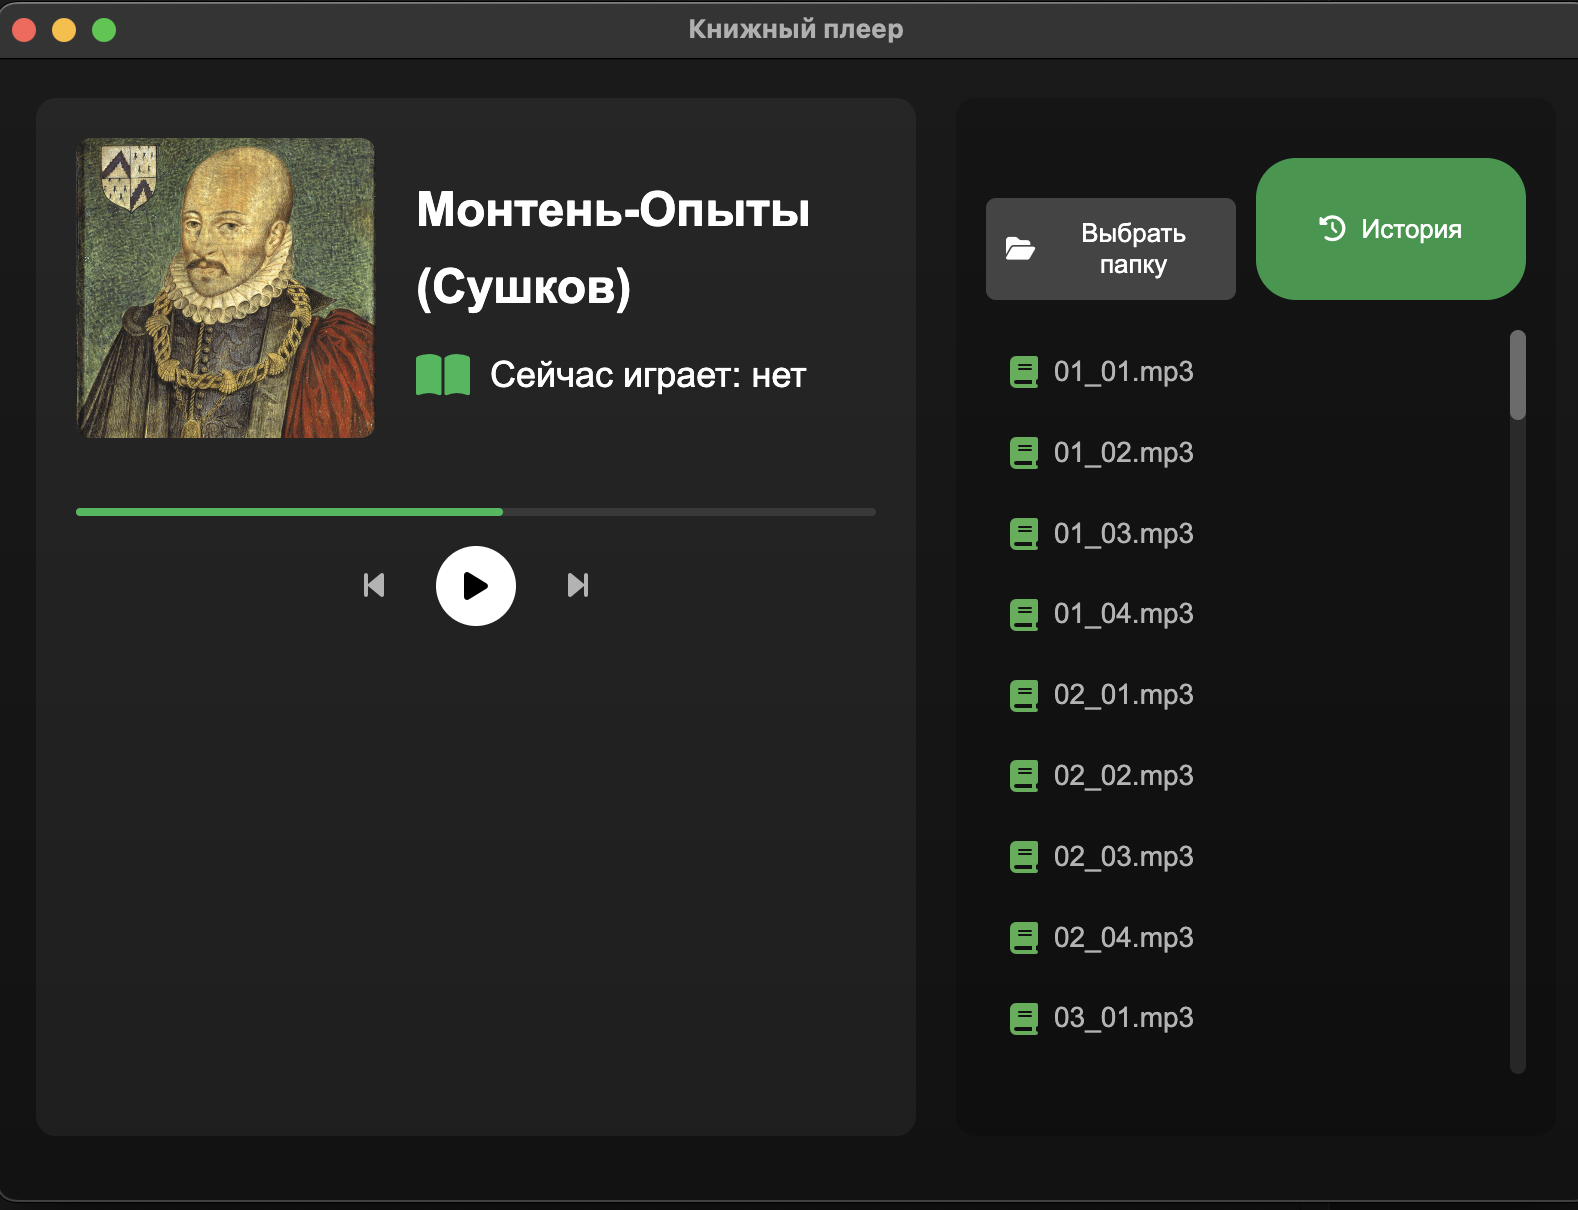 Книжный плеер
Монтень-Опыты
(Сушков)
Сейчас играет: нет
Выбрать
папку
История
01_01.mp3
01_02.mp3
01_03.mp3
01_04.mp3
02_01.mp3
02_02.mp3
02_03.mp3
02_04.mp3
03_01.mp3